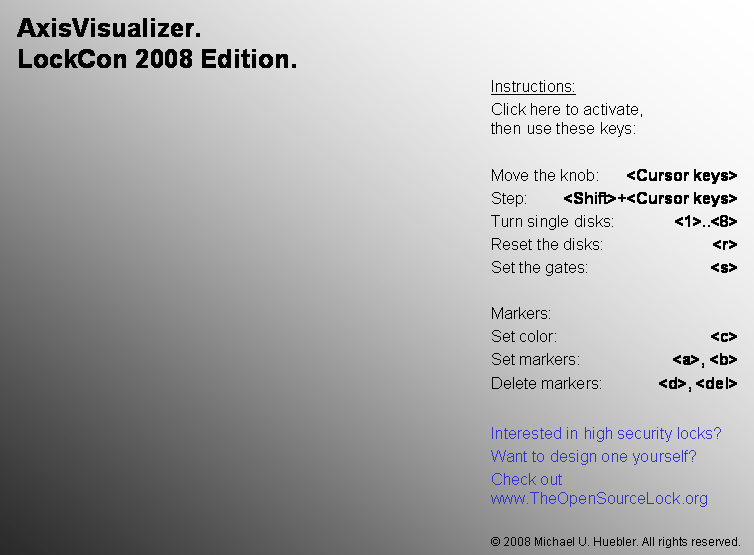 AxisVisualizer.
LockCon 2008 Edition.
Instructions:
Click here to activate,
then use these keys:
Move the knob: <Cursor keys>
Step: <Shift>+<Cursor keys>
Turn single disks: <1>..<8>
Reset the disks: <r>
Set the gates: <s>
Markers:
Set color: <c>
Set markers: <a>, <b>
Delete markers: <d>, <del>
Interested in high security locks?
Want to design one yourself?
Check out
www.TheOpenSourceLock.org
© 2008 Michael U. Huebler. All rights reserved.